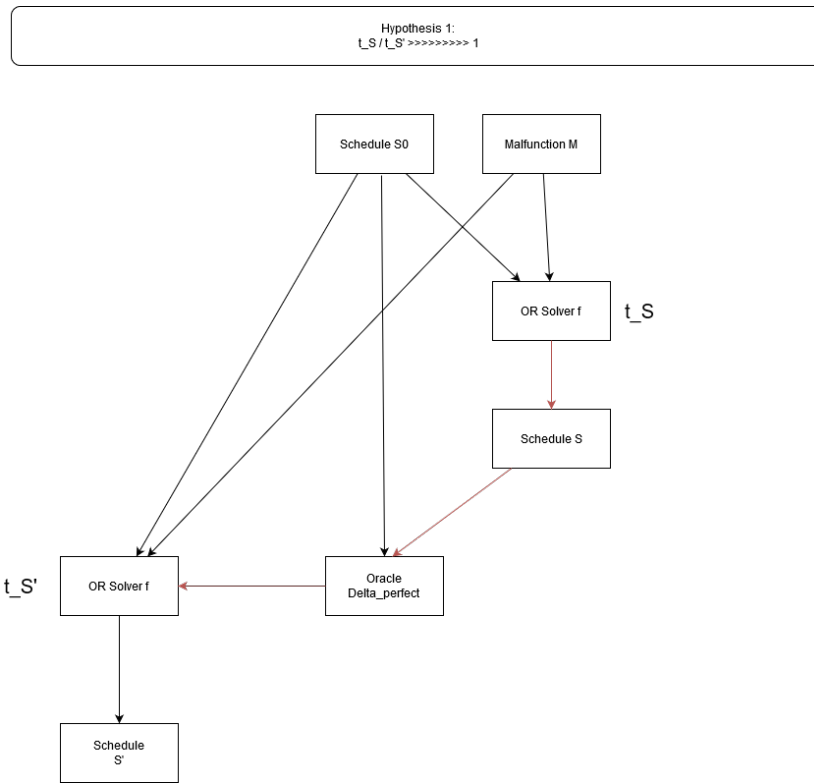 Hypothesis 1:
t_S / t_S' >>>>>>>>> 1
Schedule S0
Malfunction M
OR Solver f
t_S
Schedule S
t_S'
OR Solver f
Oracle
Delta_perfect
Schedule
S'